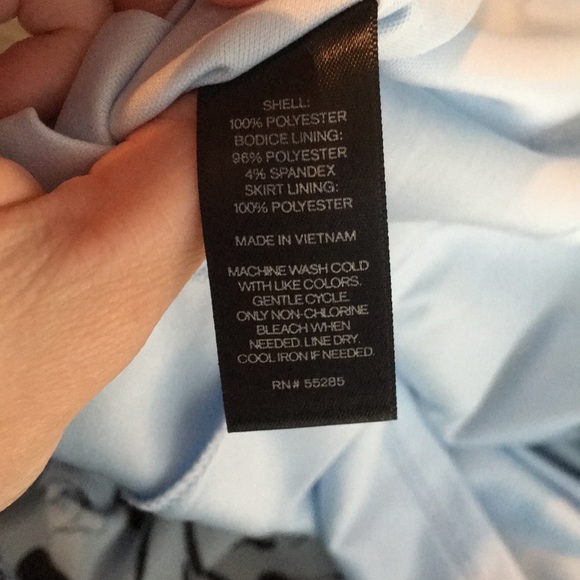 SHELL:
100% POLYESTER
BODICE LINING:
96% POLYESTER
4% SPANDEX
SKIRT LINING:
100% POLYESTER
MADE IN VIETNAM
MACHINE WASH COLD
WITH LIKE COLORS.
GENTLE CYCLE.
ONLY NON-CHLORINE
BLEACH WHEN
NEEDED. LINE DRY.
COOL IRON IF NEEDED.
RN# 55285